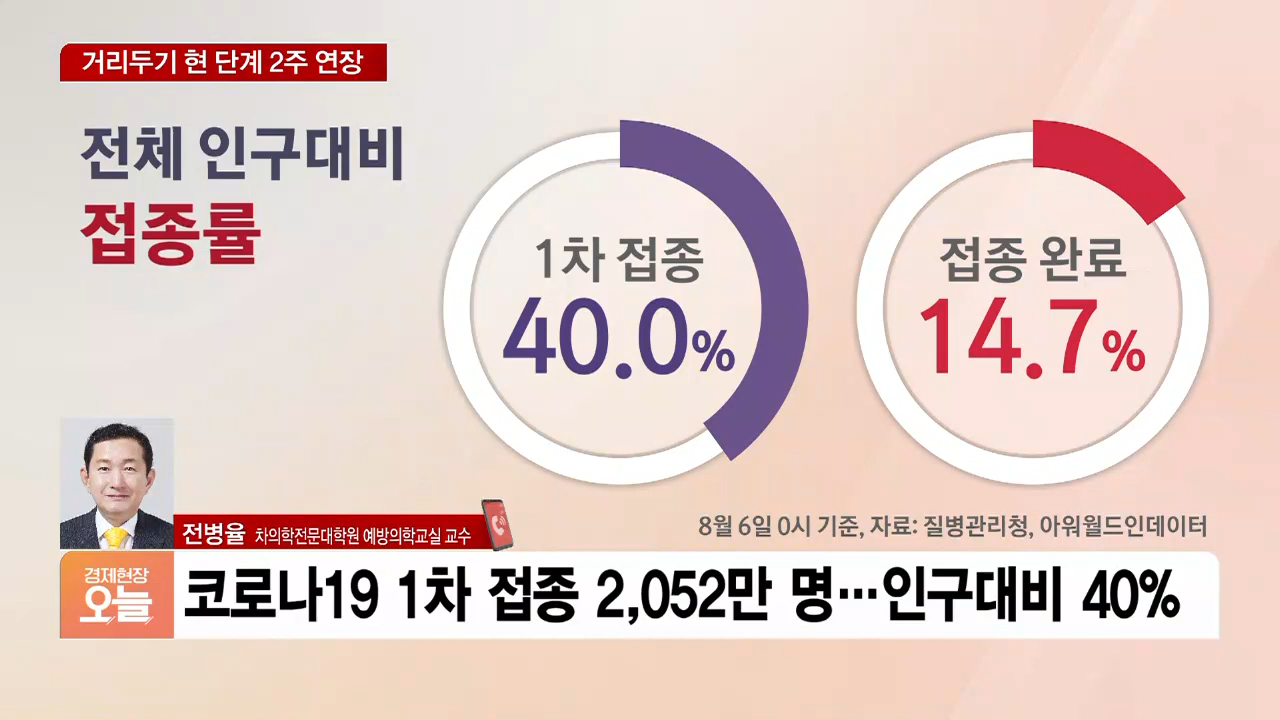 거리두기 현 단계 2주 연장
전체 인구대비
접종률
1차 접종
40.0%
접종 완료
14.7%
8월 6일 0시 기준, 자료: 질병관리청, 아워월드인데이터
전병율 차의학전문대학원 예방의학교실 교수
경제현장
오늘
코로나19 1차 접종 2,052만 명…인구대비 40%